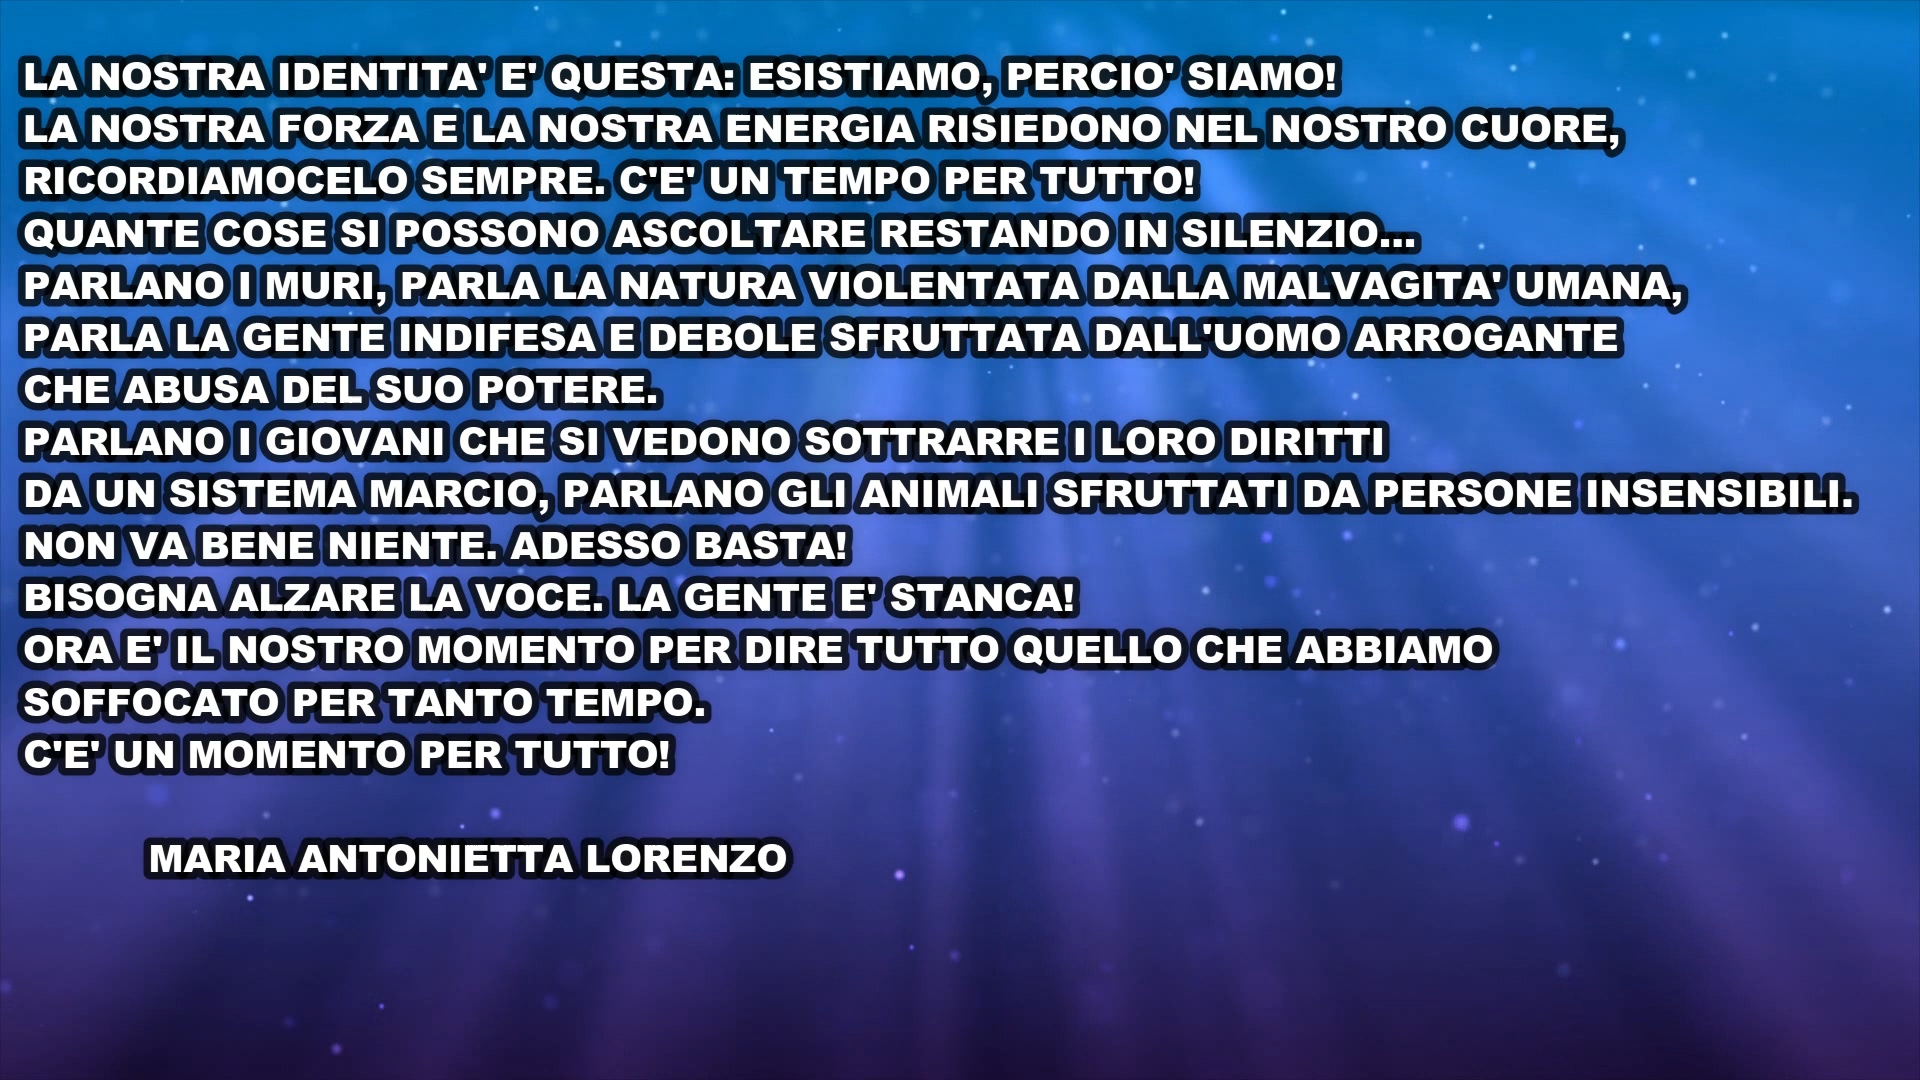 LA NOSTRA IDENTITA' E' QUESTA: ESISTIAMO, PERCIO' SIAMO!
LA NOSTRA FORZA E LA NOSTRA ENERGIA RISIEDONO NEL NOSTRO CUORE,
RICORDIAMOCELO SEMPRE. C'E' UN TEMPO PER TUTTO!
QUANTE COSE SI POSSONO ASCOLTARE RESTANDO IN SILENZIO...
PARLANO I MURI, PARLA LA NATURA VIOLENTATA DALLA MALVAGITA' UMANA,
PARLA LA GENTE INDIFESA E DEBOLE SFRUTTATA DALL'UOMO ARROGANTE
CHE ABUSA DEL SUO POTERE.
PARLANO I GIOVANI CHE SI VEDONO SOTTRARRE I LORO DIRITTI
DA UN SISTEMA MARCIO, PARLANO GLI ANIMALI SFRUTTATI DA PERSONE INSENSIBILI.
NON VA BENE NIENTE. ADESSO BASTA!
BISOGNA ALZARE LA VOCE. LA GENTE E' STANCA!
ORA E' IL NOSTRO MOMENTO PER DIRE TUTTO QUELLO CHE ABBIAMO
SOFFOCATO PER TANTO TEMPO.
C'E' UN MOMENTO PER TUTTO!
MARIA ANTONIETTA LORENZO